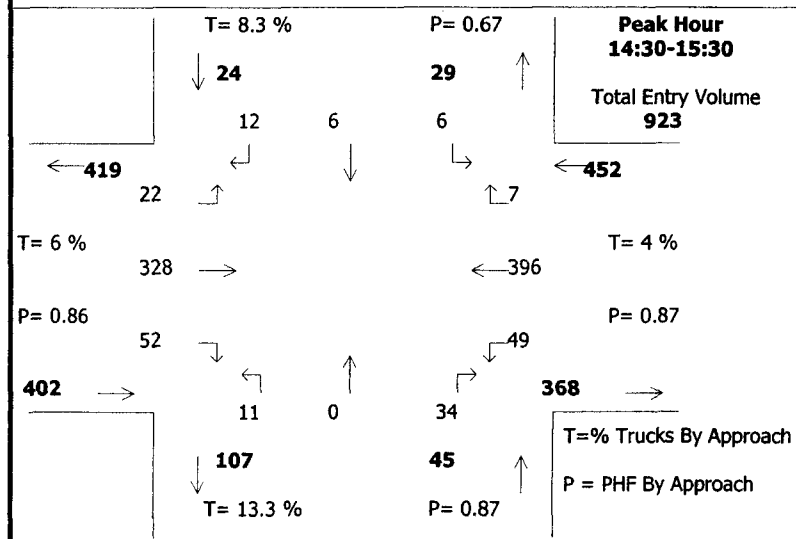 T= 8.3 % P= 0.67 Peak Hour
14:30-15:30
24 29
Total Entry Volume
12 6 6 923
419 452
22 7
T= 6 % T= 4 %
328 396
P= 0.86 P= 0.87
52 49
402 368
11 0 34
T=% Trucks By Approach
107 45
P = PHF By Approach
T= 13.3 % P= 0.87